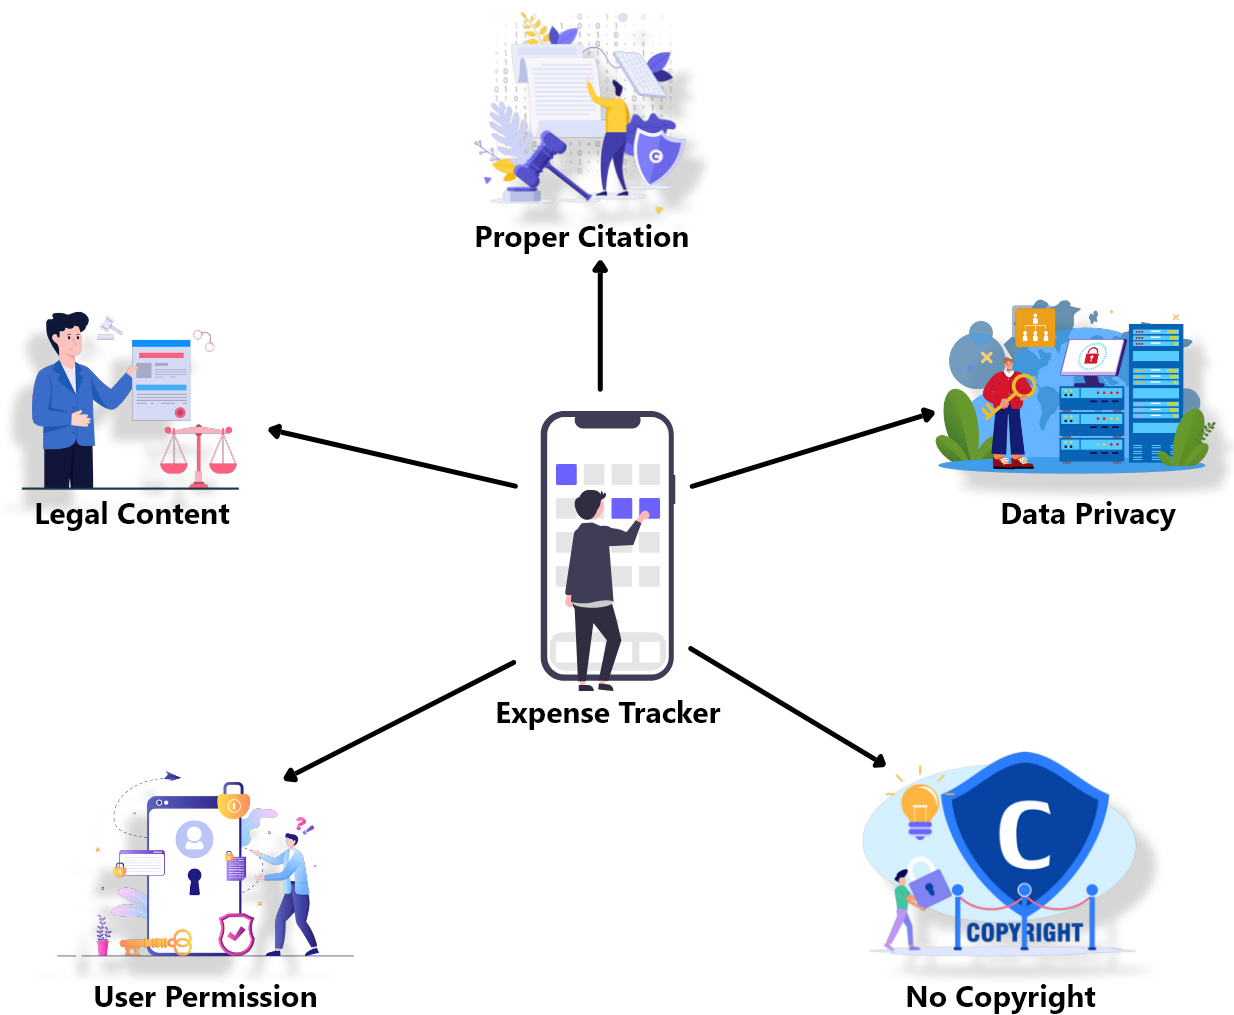 Proper Citation
Legal Content
Data Privacy
Expense Tracker
User Permission
C
COPYRIGHT
No Copyright